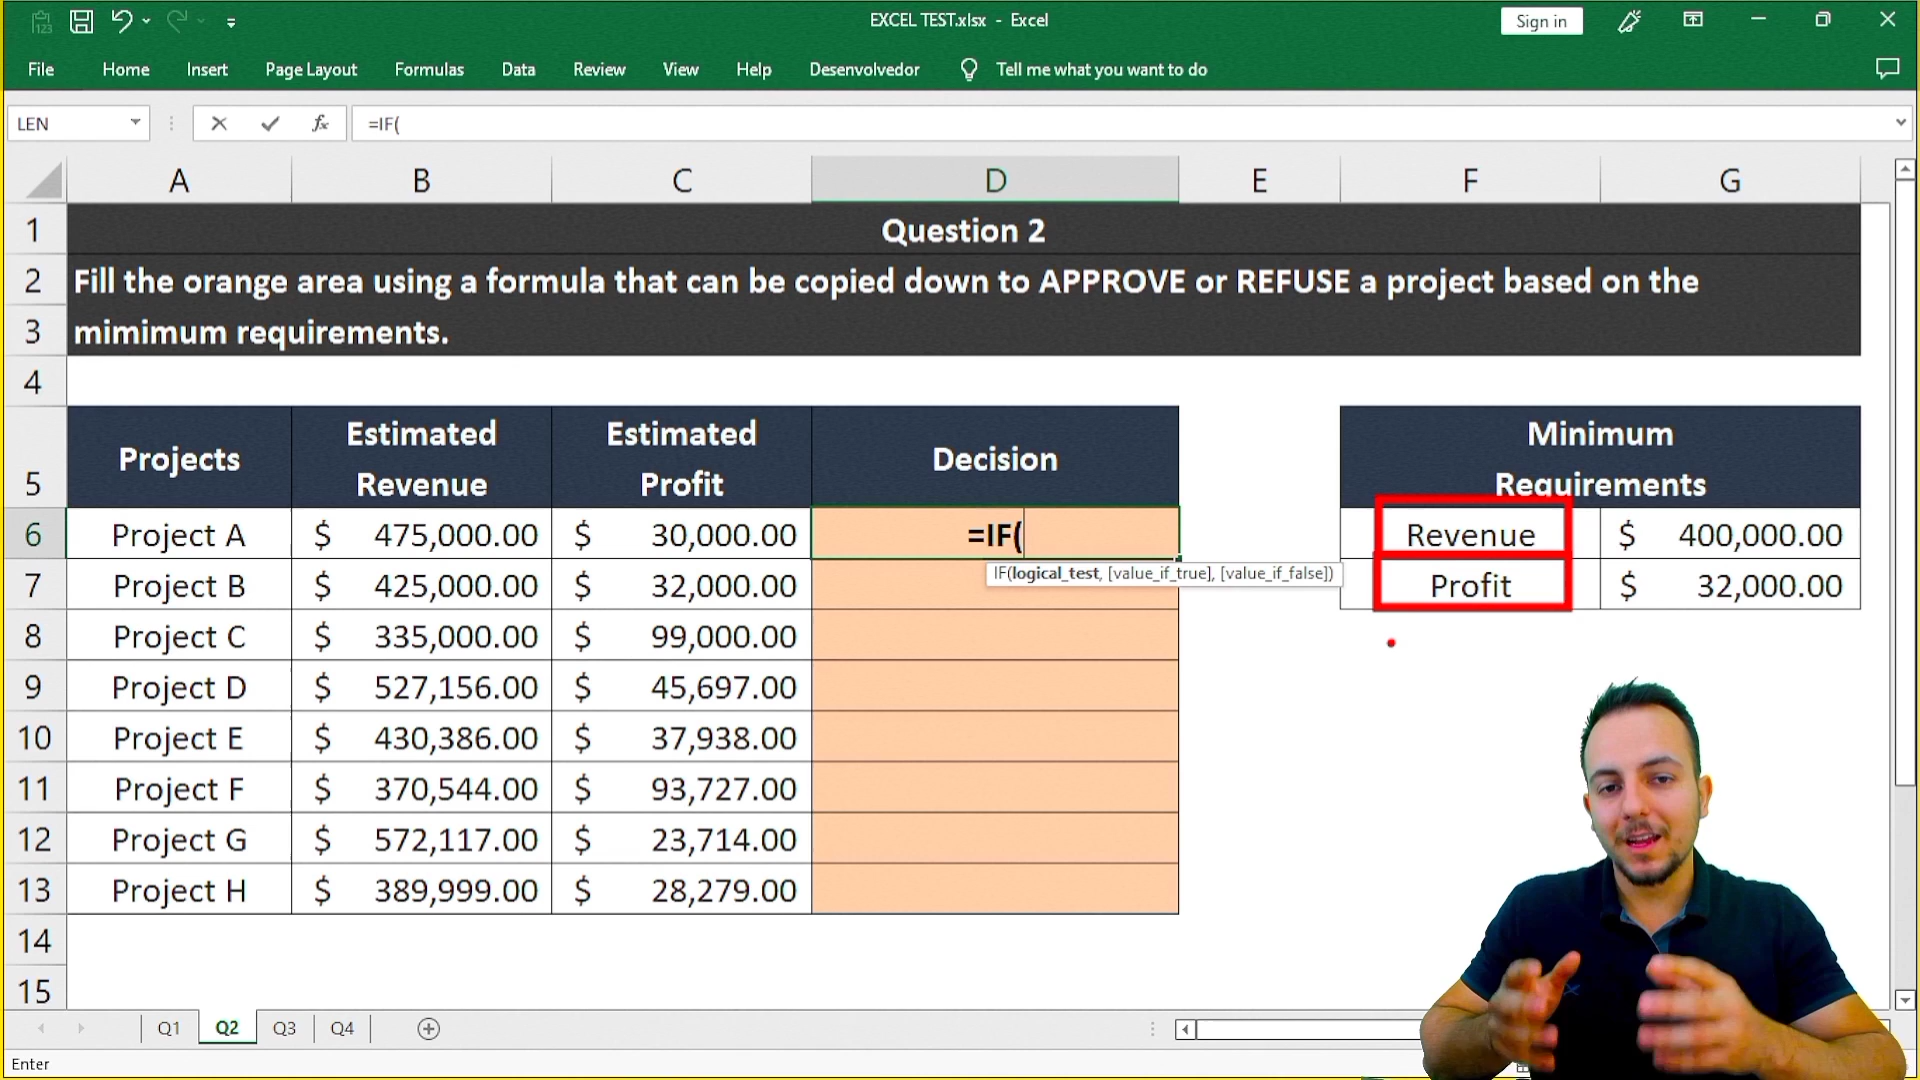 EXCEL TEST.xlsx - Excel
Sign in
File Home Insert Page Layout Formulas Data Review View Help Desenvolvedor Tell me what you want to do
LEN fx =IF(
A B C D E F G
1 Question 2
2 Fill the orange area using a formula that can be copied down to APPROVE or REFUSE a project based on the
3 mimimum requirements.
4
5 Projects Estimated Revenue Estimated Profit Decision Minimum Requirements
6 Project A $ 475,000.00 $ 30,000.00 =IF( Revenue $ 400,000.00
IF(logical_test, [value_if_true], [value_if_false])
7 Project B $ 425,000.00 $ 32,000.00 Profit $ 32,000.00
8 Project C $ 335,000.00 $ 99,000.00
9 Project D $ 527,156.00 $ 45,697.00
10 Project E $ 430,386.00 $ 37,938.00
11 Project F $ 370,544.00 $ 93,727.00
12 Project G $ 572,117.00 $ 23,714.00
13 Project H $ 389,999.00 $ 28,279.00
14
15
Q1 Q2 Q3 Q4
Enter